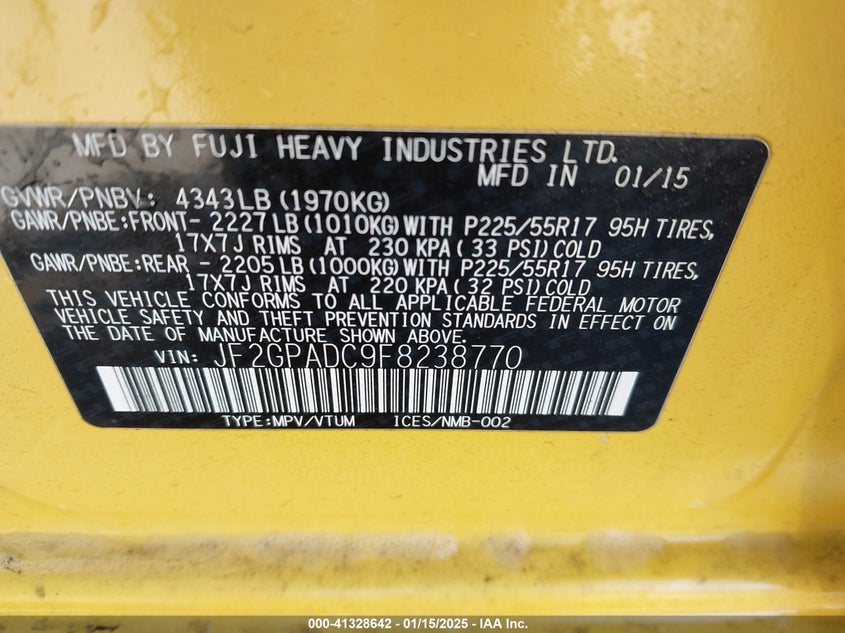 MFD BY FUJI HEAVY INDUSTRIES LTD.
MFD IN 01/15
GVWR/PNBV: 4343LB (1970KG)
GAWR/PNBE:FRONT- 2227LB(1010KG)WITH P225/55R17 95H TIRES,
17X7J RIMS AT 230 KPA( 33 PSI)COLD
GAWR/PNBE:REAR - 2205LB(1000KG)WITH P225/55R17 95H TIRES,
17X7J RIMS AT 220 KPA( 32 PSI)COLD
THIS VEHICLE CONFORMS TO ALL APPLICABLE FEDERAL MOTOR
VEHICLE SAFETY AND THEFT PREVENTION STANDARDS IN EFFECT ON
THE DATE OF MANUFACTURE SHOWN ABOVE.
VIN: JF2GPADC9F8238770
TYPE:MPV/VTUM ICES/NMB-002
000-41328642 - 01/15/2025 - IAA Inc.